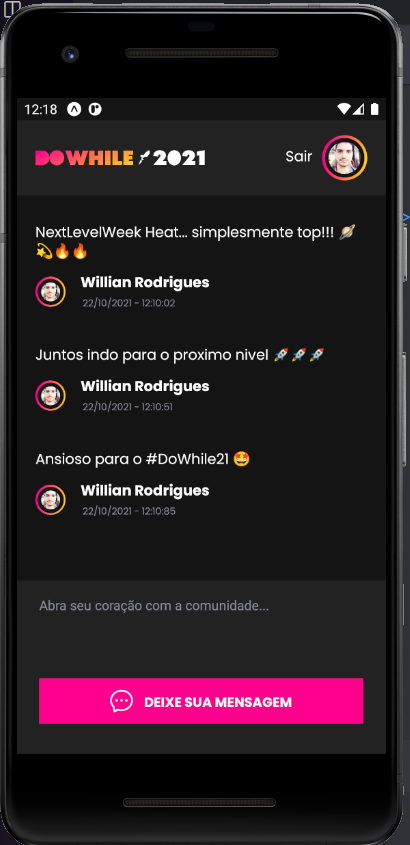 12:18
DOWHILE 2021
Sair
NextLevelWeek Heat... simplesmente top!!! 🪐
💫🔥🔥
Willian Rodrigues
22/10/2021 - 12:10:02
Juntos indo para o proximo nivel 🚀🚀🚀
Willian Rodrigues
22/10/2021 - 12:10:51
Ansioso para o #DoWhile21 🤩
Willian Rodrigues
22/10/2021 - 12:10:85
Abra seu coração com a comunidade...
DEIXE SUA MENSAGEM